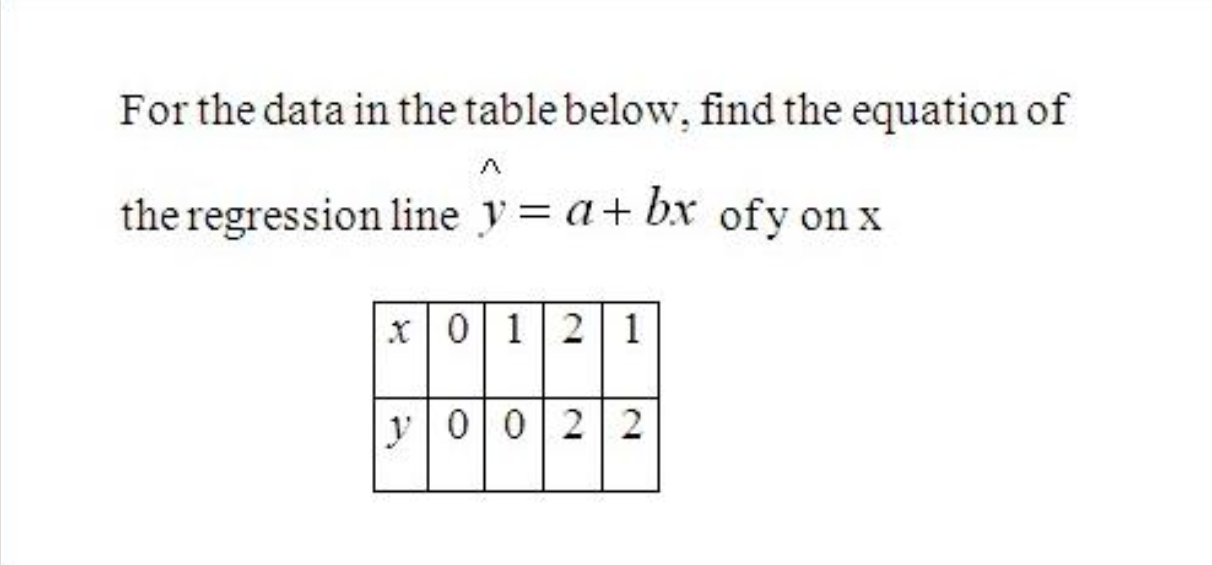 For the data in the table below, find the equation of
the regression line ŷ = a + bx of y on x
x 0 1 2 1
y 0 0 2 2